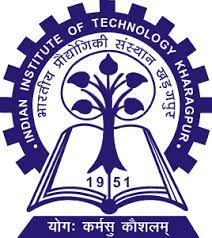 INDIAN INSTITUTE OF TECHNOLOGY KHARAGPUR
भारतीय प्रौद्योगिकी संस्थान खड़गपुर
1951
योगः कर्मसु कौशलम्